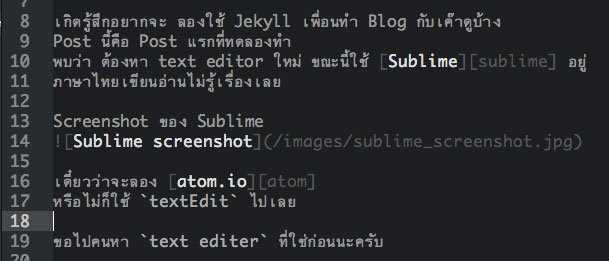 7
8 เกิดรู้สึกอยากจะ ลองใช้ Jekyll เพื่อนทำ Blog กับเค๊าดูบ้าง
9 Post นี้คือ Post แรกที่ทดลองทำ
10 พบว่า ต้องหา text editor ใหม่ ขณะนี้ใช้ [Sublime][sublime] อยู่
11 ภาษาไทยเขียนอ่านไม่รู้เรื่องเลย
12
13 Screenshot ของ Sublime
14 ![Sublime screenshot](/images/sublime_screenshot.jpg)
15
16 เดี๋ยวว่าจะลอง [atom.io][atom]
17 หรือไม่ก็ใช้ `textEdit` ไปเลย
18
19 ขอไปคนหา `text editer` ที่ใช่ก่อนนะครับ
20